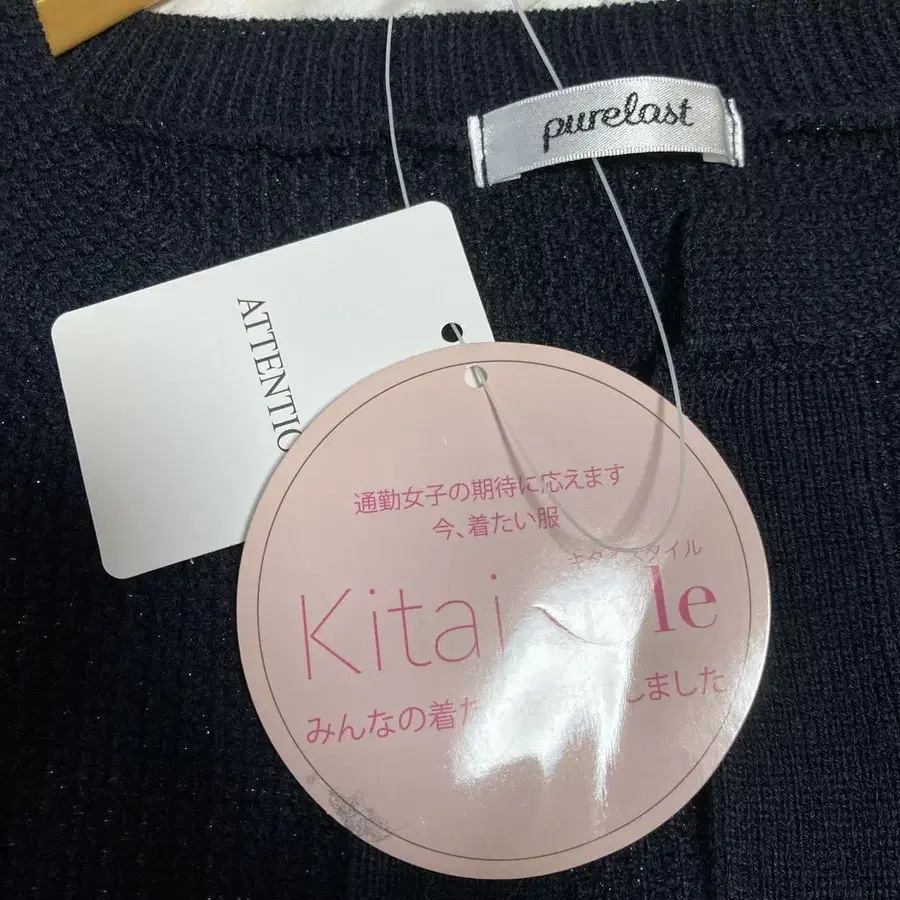 purelast
ATTENTIO
通勤女子の期待に応えます
今、着たい服
キタイスタイル
Kitai le
みんなの着た しました